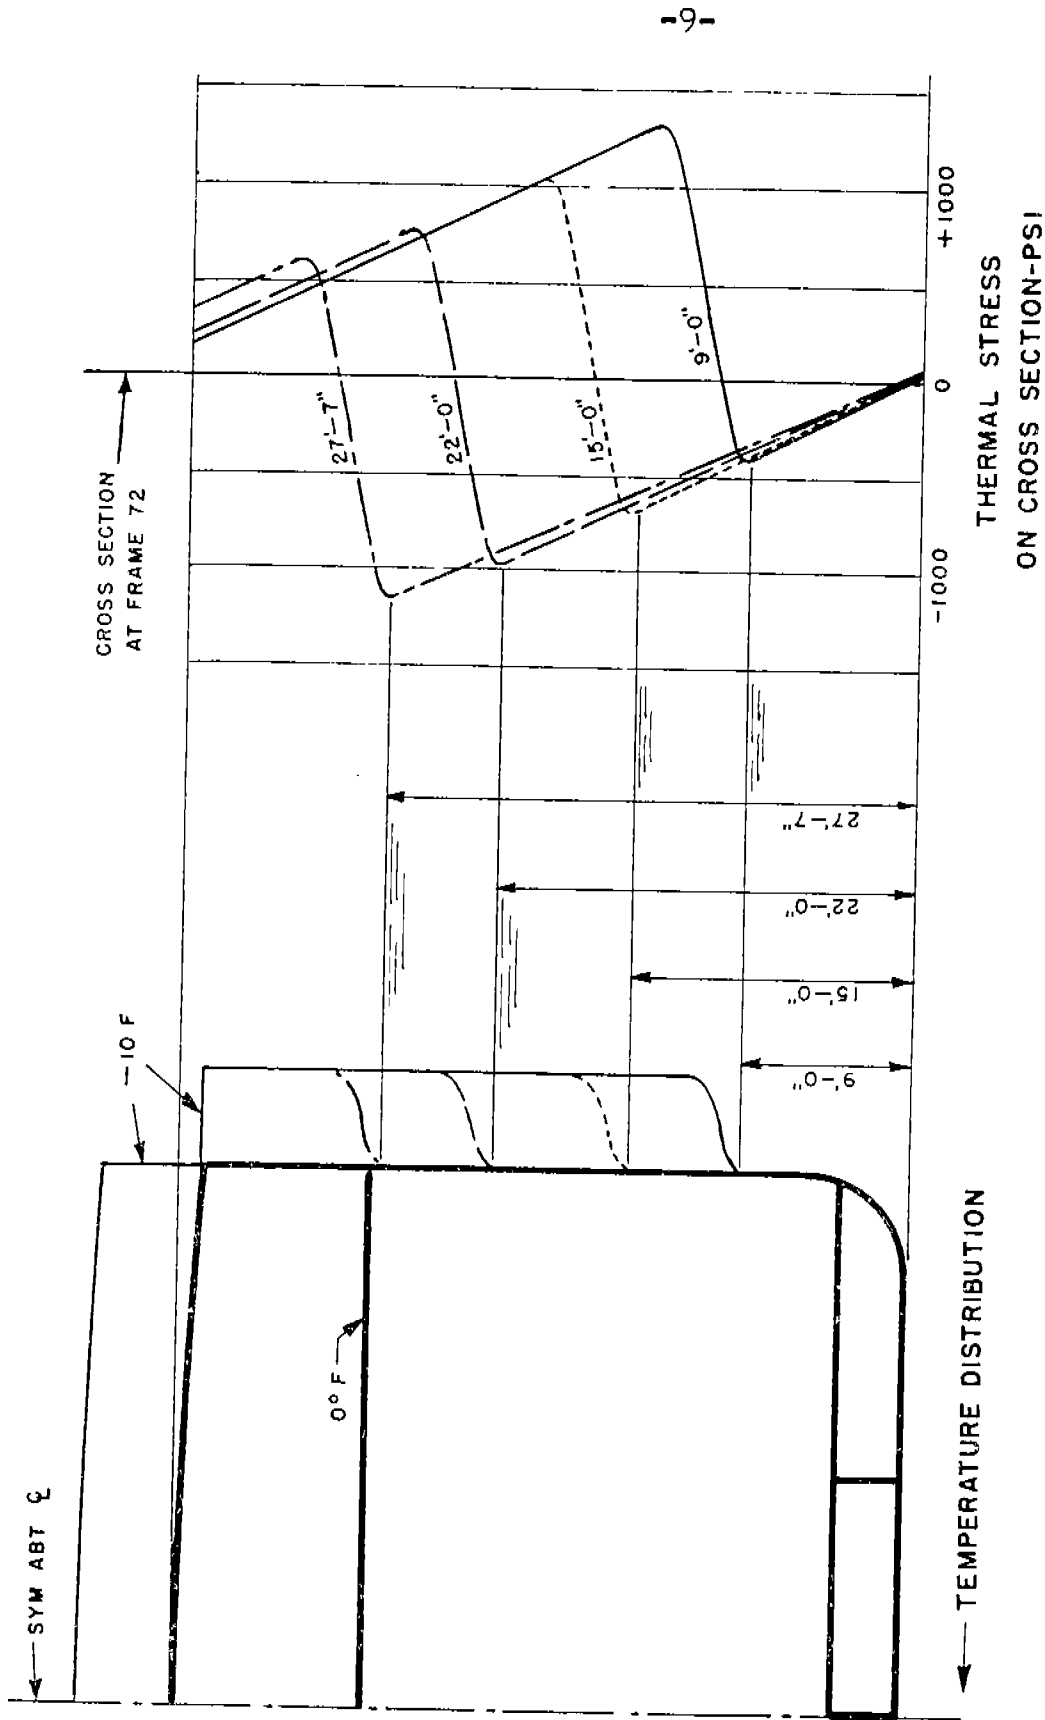 -9-
CROSS SECTION
AT FRAME 72
27'-7"
22'-0"
15'-0"
9'-0"
-1000
0
+1000
THERMAL STRESS
ON CROSS SECTION-PSI
27'-7"
22'-0"
15'-0"
9'-0"
-10 F
0° F
SYM ABT ℄
TEMPERATURE DISTRIBUTION